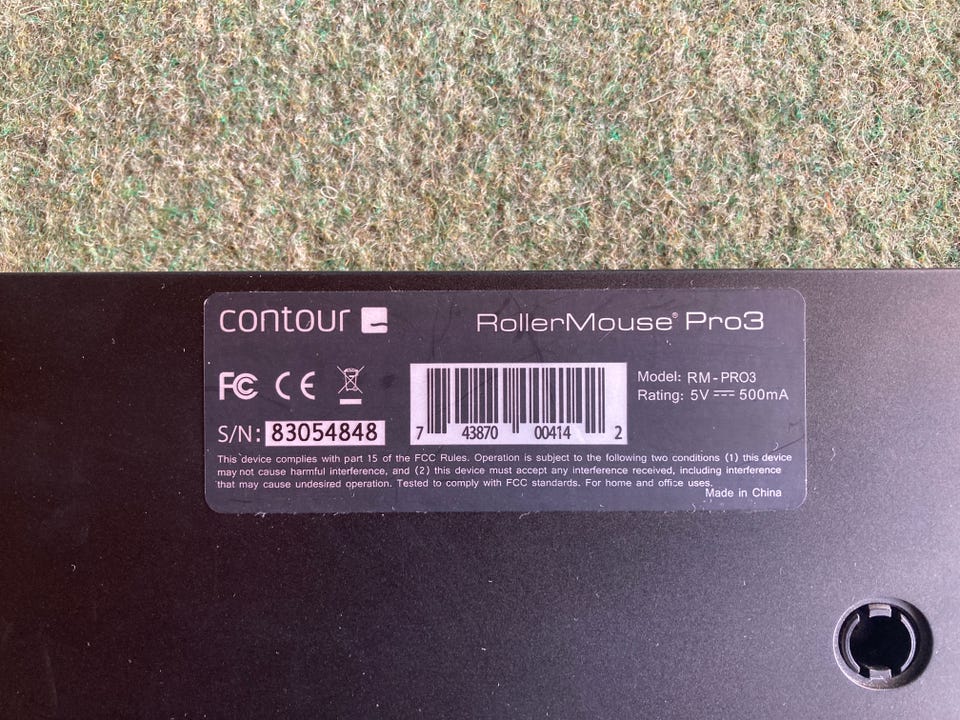 contour
RollerMouse® Pro3
FC CE
Model: RM-PRO3
Rating: 5V ⎓ 500mA
S/N: 83054848
7 43870 00414 2
This device complies with part 15 of the FCC Rules. Operation is subject to the following two conditions (1) this device
may not cause harmful interference, and (2) this device must accept any interference received, including interference
that may cause undesired operation. Tested to comply with FCC standards. For home and office uses.
Made in China